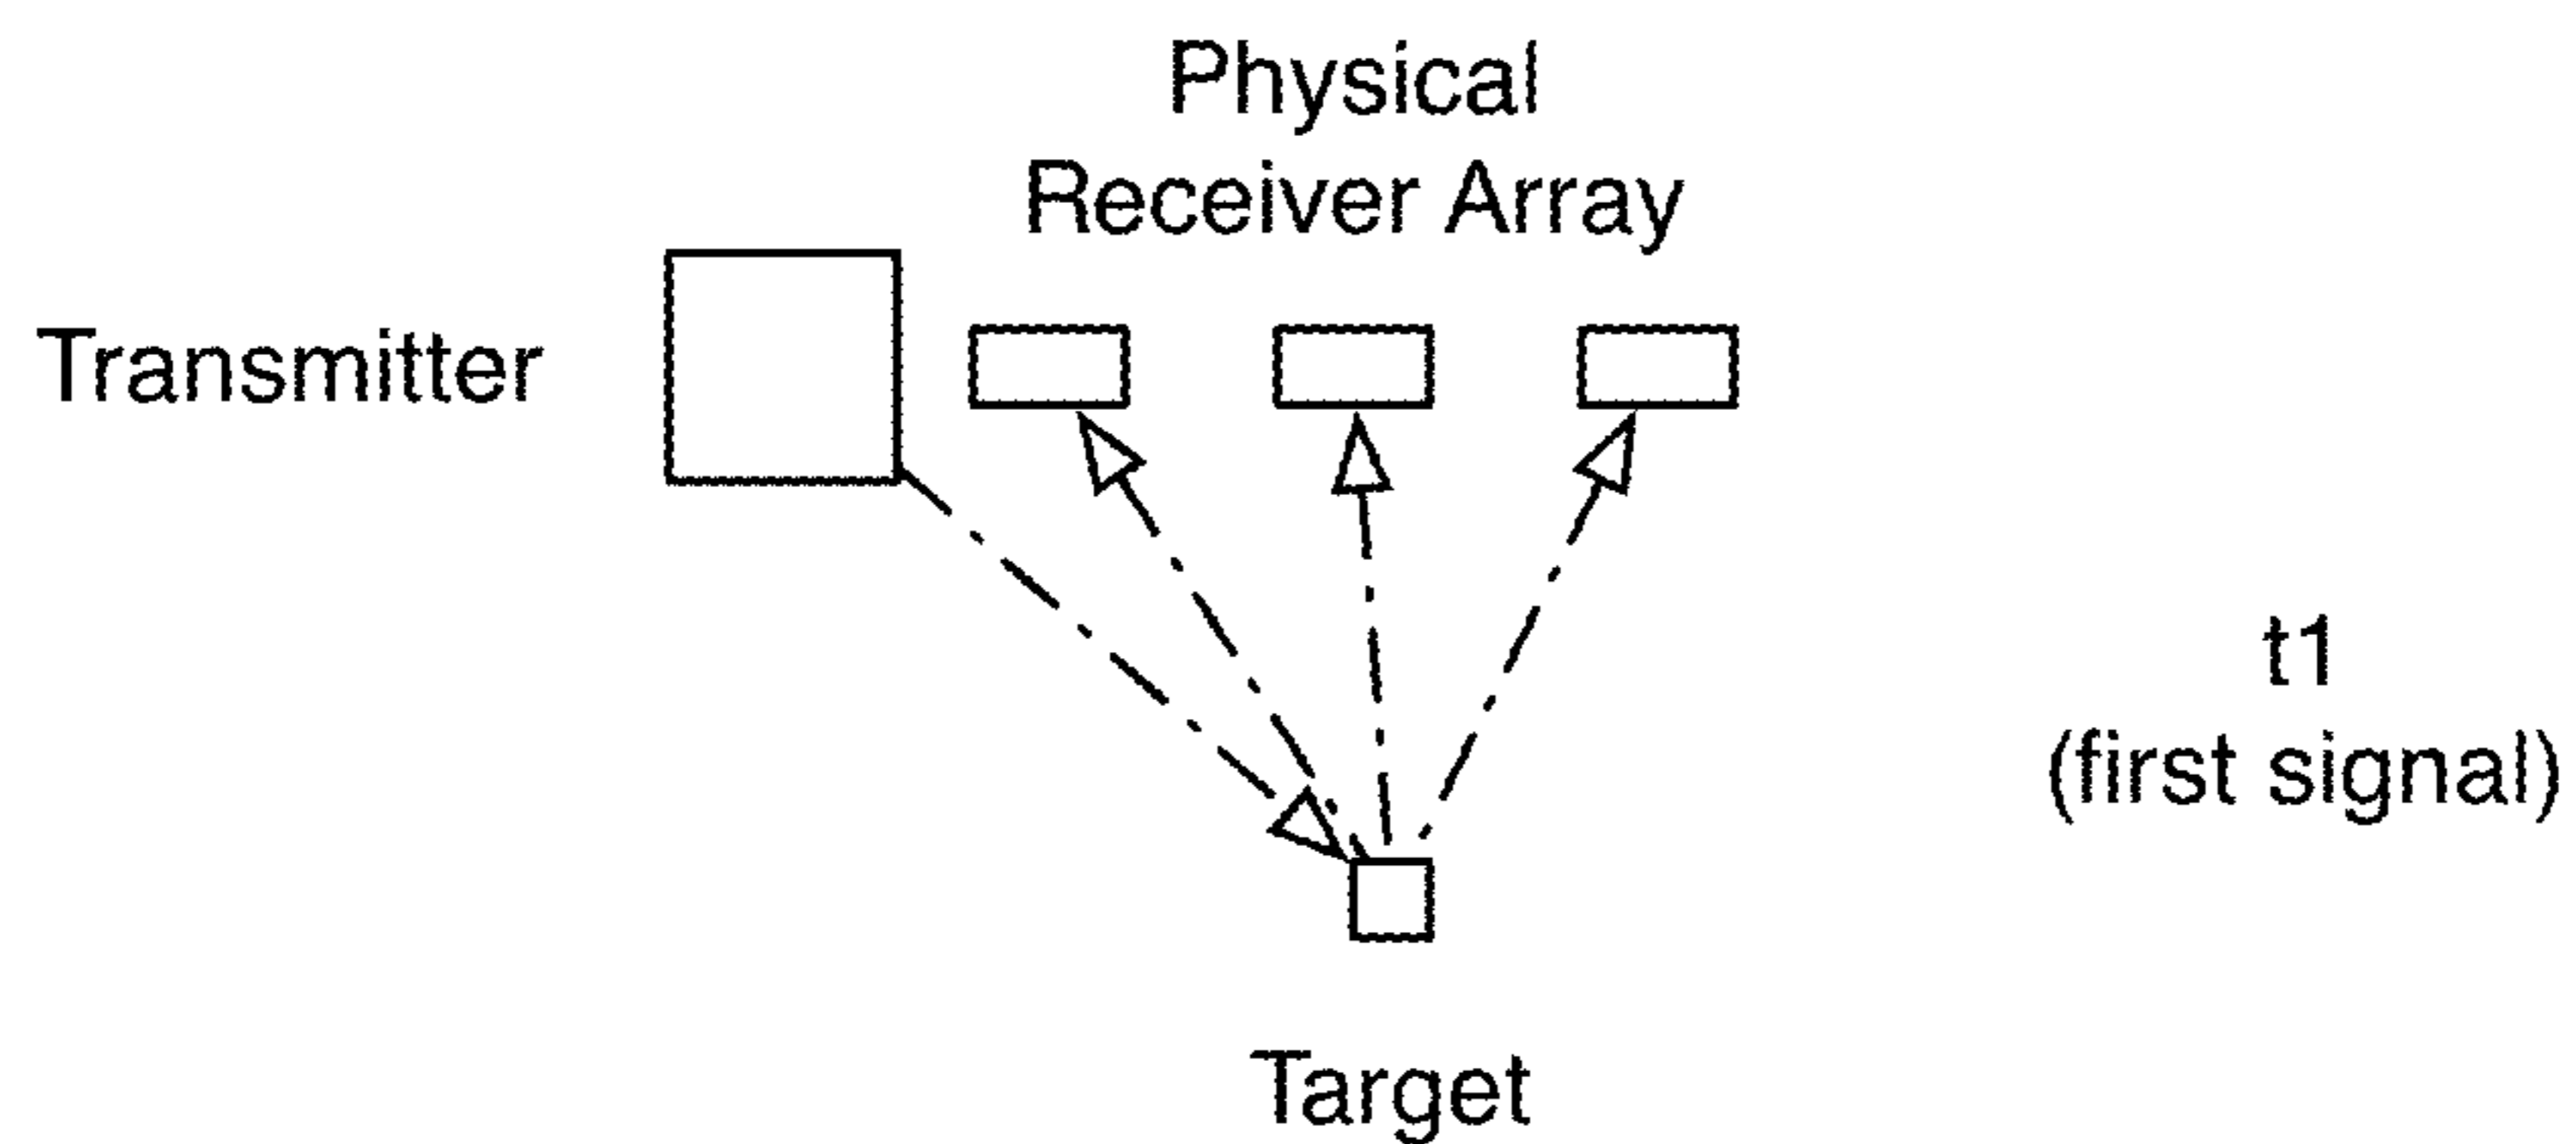 Physical
Receiver Array
Transmitter
t1
(first signal)
Target